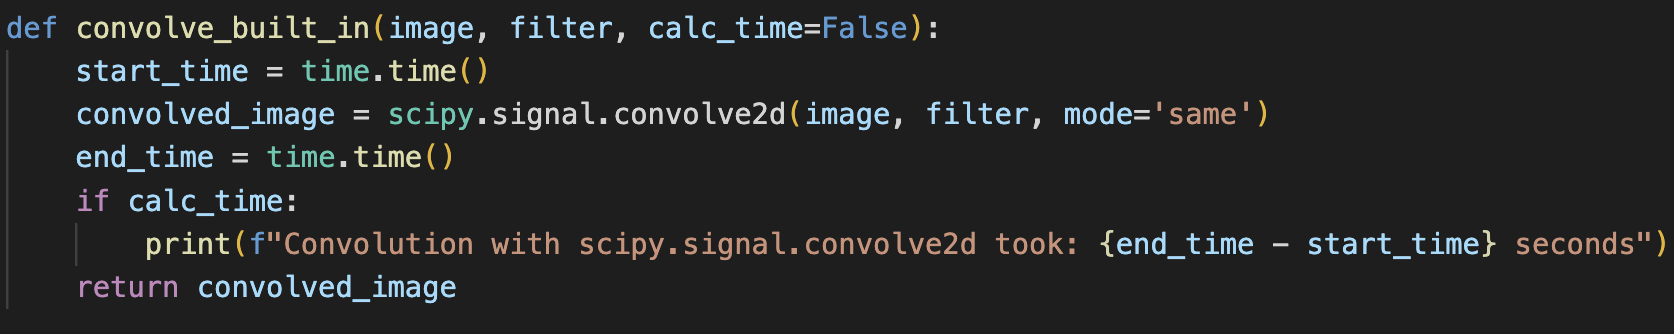 def convolve_built_in(image, filter, calc_time=False):
    start_time = time.time()
    convolved_image = scipy.signal.convolve2d(image, filter, mode='same')
    end_time = time.time()
    if calc_time:
        print(f"Convolution with scipy.signal.convolve2d took: {end_time - start_time} seconds")
    return convolved_image